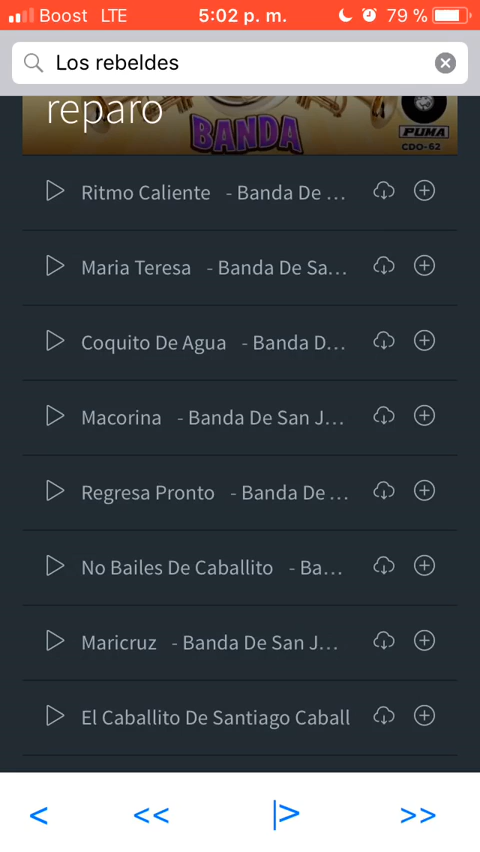 Boost LTE 5:02 p. m. 79 %
Los rebeldes
reparo
BANDA
PUMA
CDO-62
Ritmo Caliente - Banda De ...
Maria Teresa - Banda De Sa...
Coquito De Agua - Banda D...
Macorina - Banda De San J...
Regresa Pronto - Banda De ...
No Bailes De Caballito - Ba...
Maricruz - Banda De San J...
El Caballito De Santiago Caball
< << |> >>